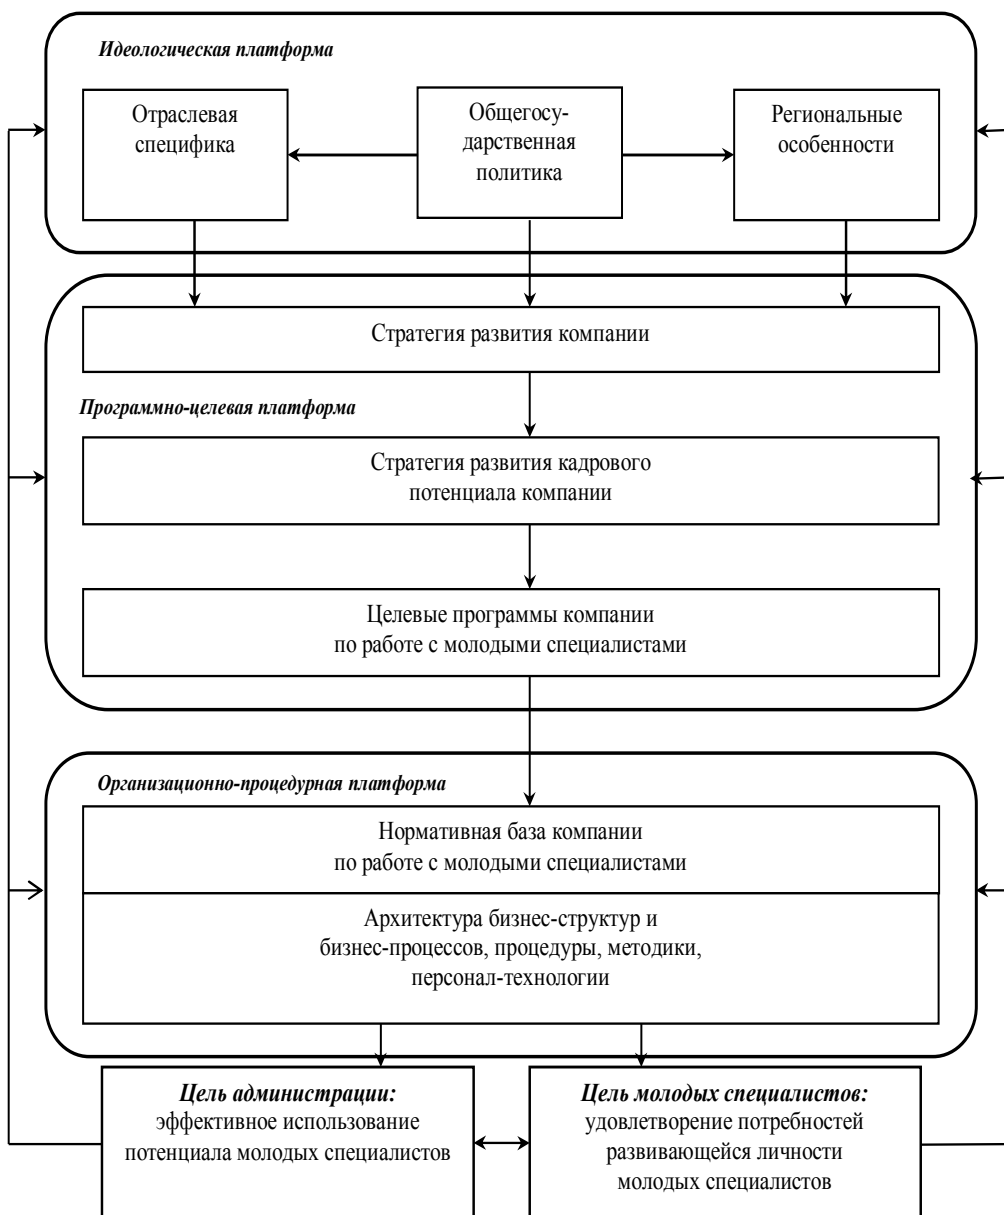 Идеологическая платформа
Отраслевая
специфика
Общегосу-
дарственная
политика
Региональные
особенности
Стратегия развития компании
Программно-целевая платформа
Стратегия развития кадрового
потенциала компании
Целевые программы компании
по работе с молодыми специалистами
Организационно-процедурная платформа
Нормативная база компании
по работе с молодыми специалистами
Архитектура бизнес-структур и
бизнес-процессов, процедуры, методики,
персонал-технологии
Цель администрации:
эффективное использование
потенциала молодых специалистов
Цель молодых специалистов:
удовлетворение потребностей
развивающейся личности
молодых специалистов